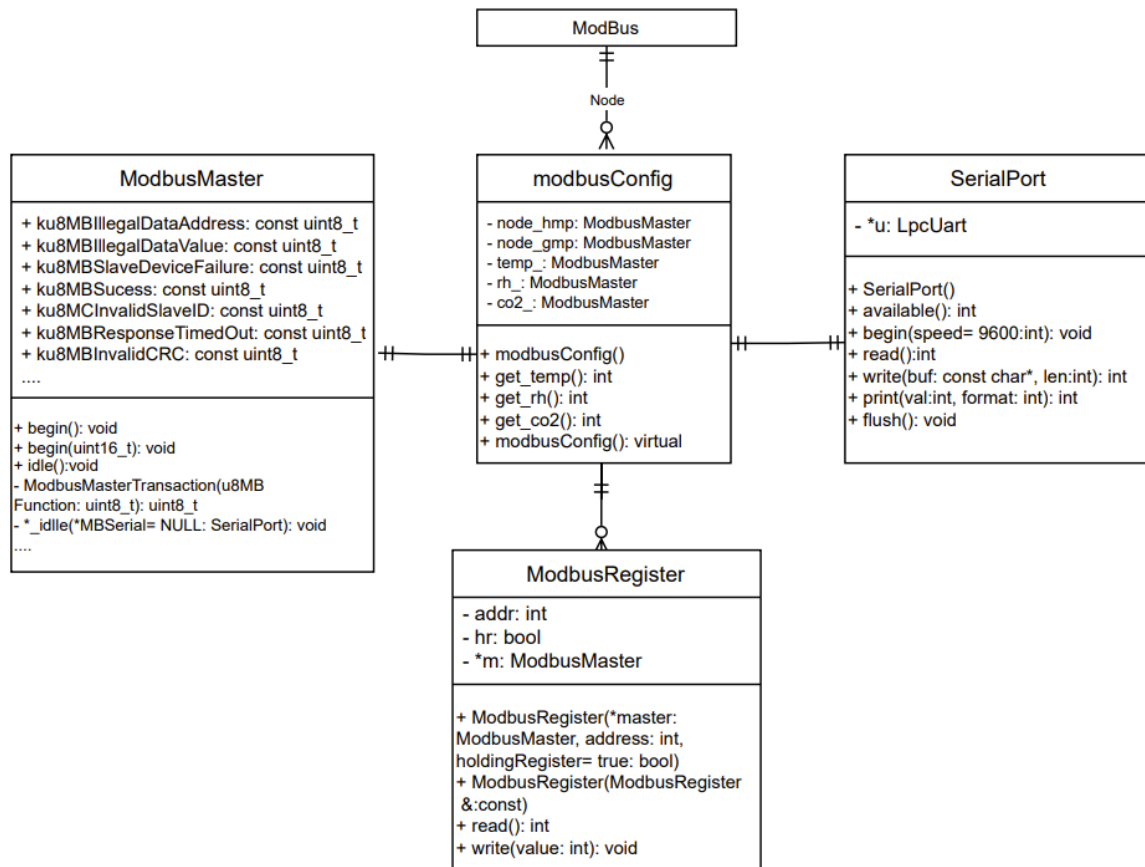 ModBus
Node
ModbusMaster
+ ku8MBIllegalDataAddress: const uint8_t
+ ku8MBIllegalDataValue: const uint8_t
+ ku8MBSlaveDeviceFailure: const uint8_t
+ ku8MBSucess: const uint8_t
+ ku8MCInvalidSlaveID: const uint8_t
+ ku8MBResponseTimedOut: const uint8_t
+ ku8MBInvalidCRC: const uint8_t
....
+ begin(): void
+ begin(uint16_t): void
+ idle():void
- ModbusMasterTransaction(u8MB
Function: uint8_t): uint8_t
- *_idlle(*MBSerial= NULL: SerialPort): void
....
modbusConfig
- node_hmp: ModbusMaster
- node_gmp: ModbusMaster
- temp_: ModbusMaster
- rh_: ModbusMaster
- co2_: ModbusMaster
+ modbusConfig()
+ get_temp(): int
+ get_rh(): int
+ get_co2(): int
+ modbusConfig(): virtual
SerialPort
- *u: LpcUart
+ SerialPort()
+ available(): int
+ begin(speed= 9600:int): void
+ read():int
+ write(buf: const char*, len:int): int
+ print(val:int, format: int): int
+ flush(): void
ModbusRegister
- addr: int
- hr: bool
- *m: ModbusMaster
+ ModbusRegister(*master:
ModbusMaster, address: int,
holdingRegister= true: bool)
+ ModbusRegister(ModbusRegister
&:const)
+ read(): int
+ write(value: int): void